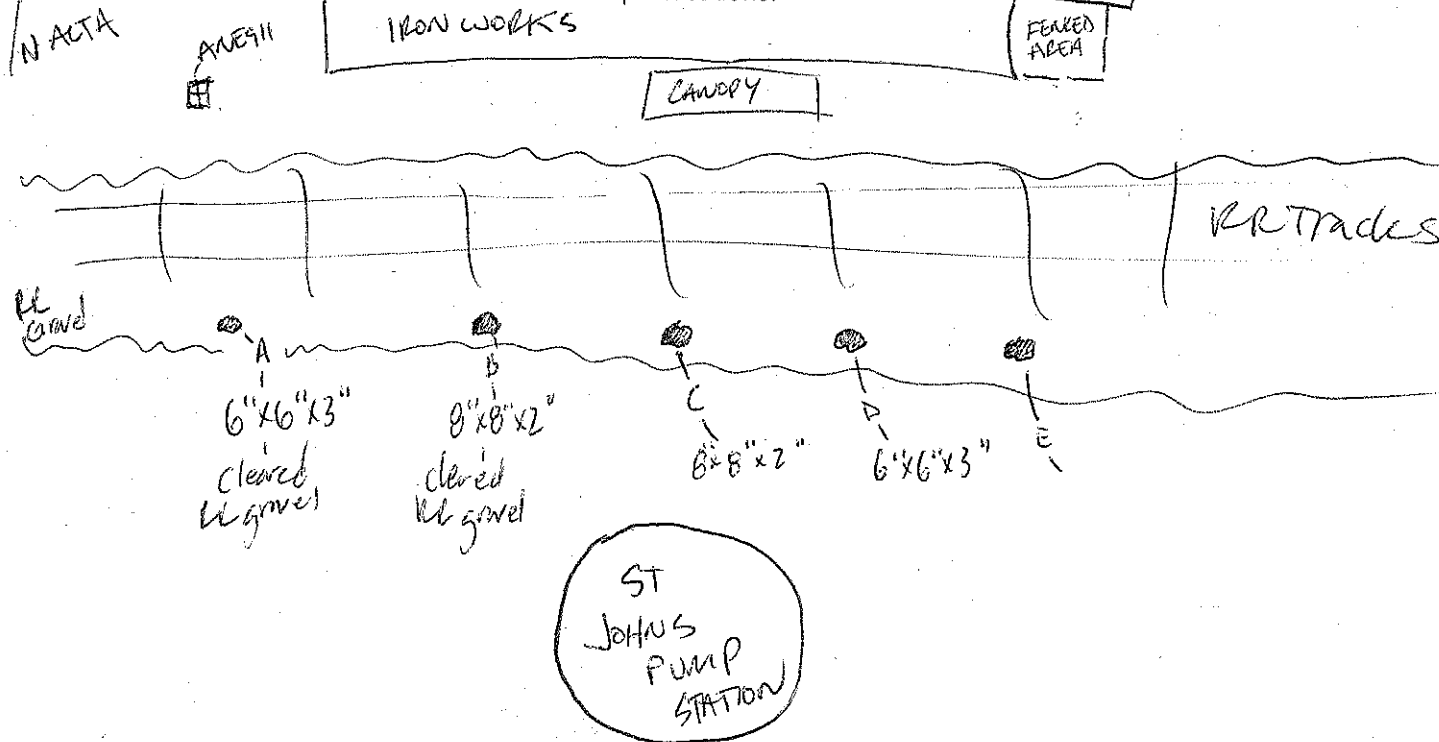 N ALTA
ANE911
IRON WORKS
FENCED
AREA
CANOPY
RR Tracks
RR
Gravel
A
6"x6"x3"
cleared
RR gravel
B
8"x8"x2"
clered
RR gravel
C
8"x8"x2"
D
6"x6"x3"
E
ST
JOHNS
PUMP
STATION